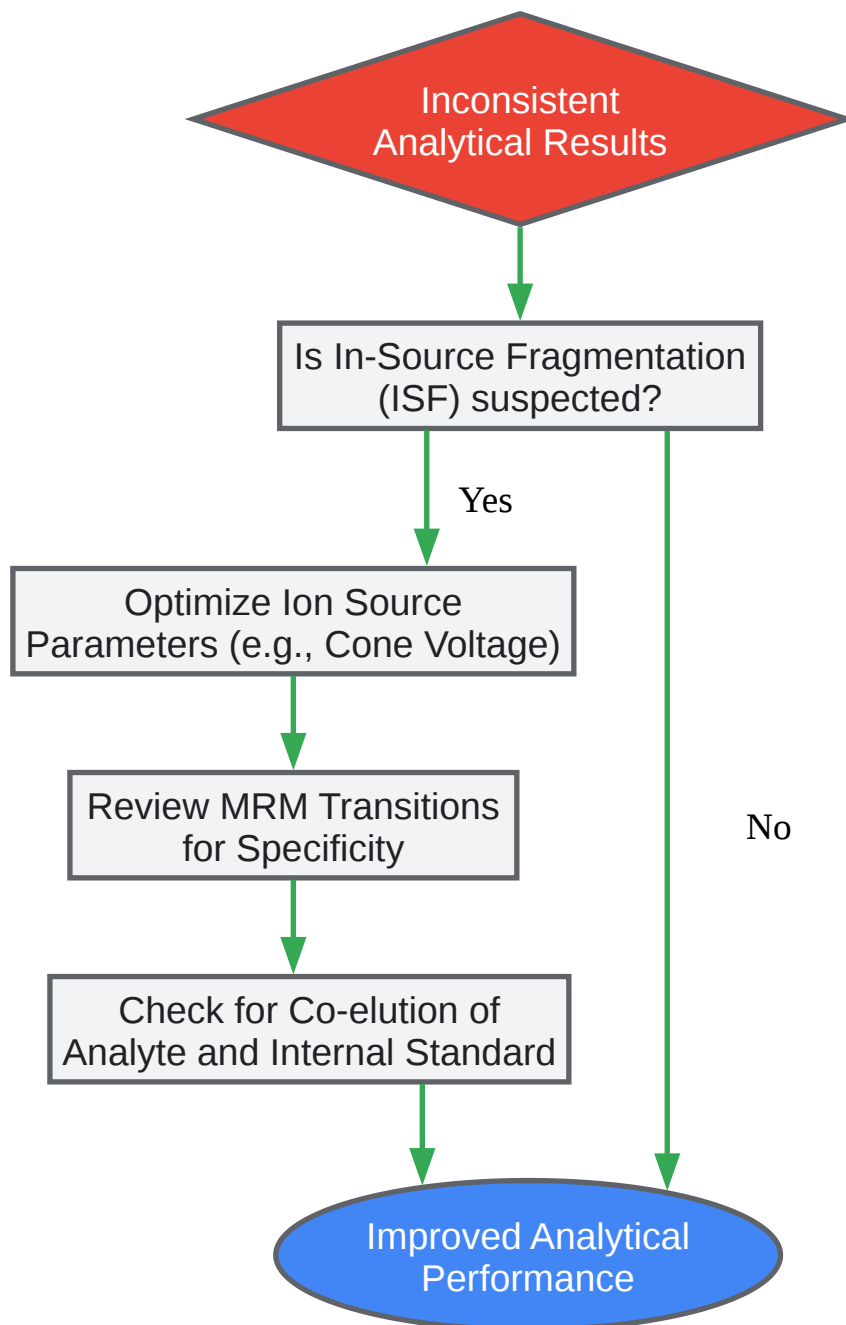 Inconsistent
Analytical Results
Is In-Source Fragmentation
(ISF) suspected?
Yes
Optimize Ion Source
Parameters (e.g., Cone Voltage)
Review MRM Transitions
for Specificity
No
Check for Co-elution of
Analyte and Internal Standard
Improved Analytical
Performance